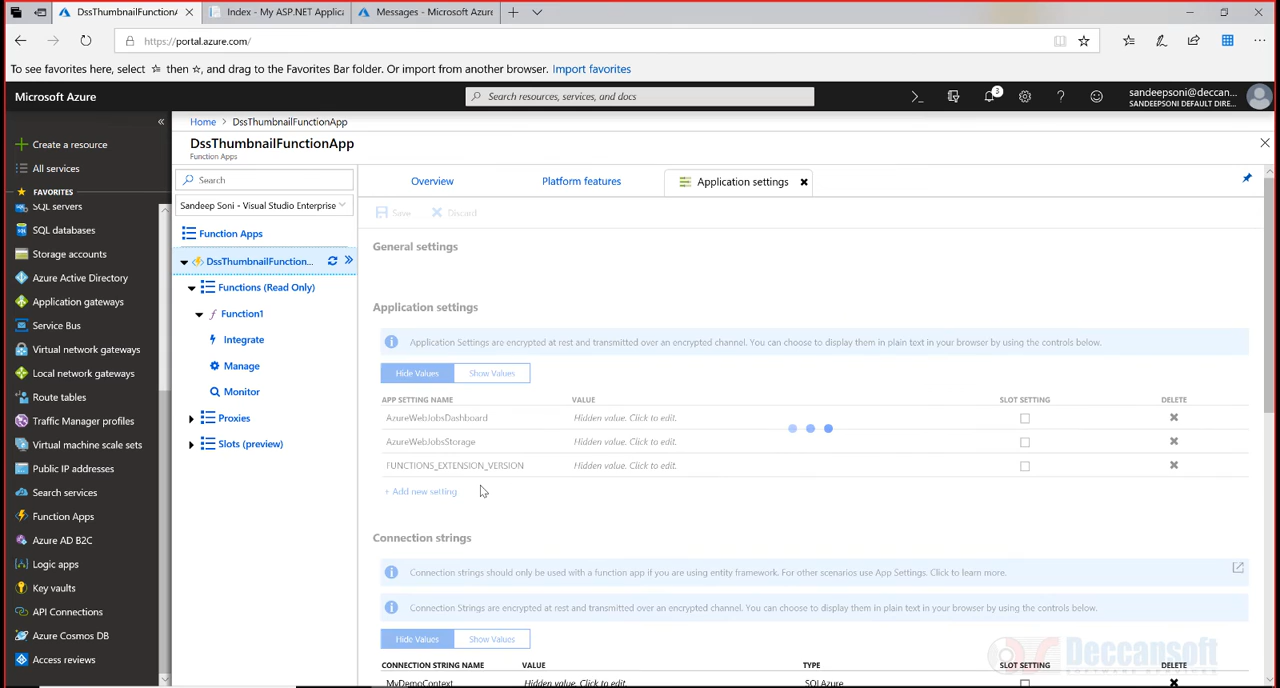 DssThumbnailFunctionA
Index - My ASP.NET Applica
Messages - Microsoft Azure
https://portal.azure.com/
To see favorites here, select then , and drag to the Favorites Bar folder. Or import from another browser. Import favorites
Microsoft Azure
Search resources, services, and docs
3
sandeepsoni@deccan...
SANDEEPSONI DEFAULT DIRE...
Create a resource
All services
FAVORITES
SQL servers
SQL databases
Storage accounts
Azure Active Directory
Application gateways
Service Bus
Virtual network gateways
Local network gateways
Route tables
Traffic Manager profiles
Virtual machine scale sets
Public IP addresses
Search services
Function Apps
Azure AD B2C
Logic apps
Key vaults
API Connections
Azure Cosmos DB
Access reviews
Home > DssThumbnailFunctionApp
DssThumbnailFunctionApp
Function Apps
Search
Sandeep Soni - Visual Studio Enterprise
Function Apps
DssThumbnailFunction...
Functions (Read Only)
Function1
Integrate
Manage
Monitor
Proxies
Slots (preview)
Overview
Platform features
Application settings
Save
Discard
General settings
Application settings
Application Settings are encrypted at rest and transmitted over an encrypted channel. You can choose to display them in plain text in your browser by using the controls below.
Hide Values Show Values
APP SETTING NAME VALUE SLOT SETTING DELETE
AzureWebJobsDashboard Hidden value. Click to edit.
AzureWebJobsStorage Hidden value. Click to edit.
FUNCTIONS_EXTENSION_VERSION Hidden value. Click to edit.
+ Add new setting
Connection strings
Connection strings should only be used with a function app if you are using entity framework. For other scenarios use App Settings. Click to learn more.
Connection Strings are encrypted at rest and transmitted over an encrypted channel. You can choose to display them in plain text in your browser by using the controls below.
Hide Values Show Values
CONNECTION STRING NAME VALUE TYPE SLOT SETTING DELETE
MyDemoContext Hidden value. Click to edit. SQLAzure
Deccansoft